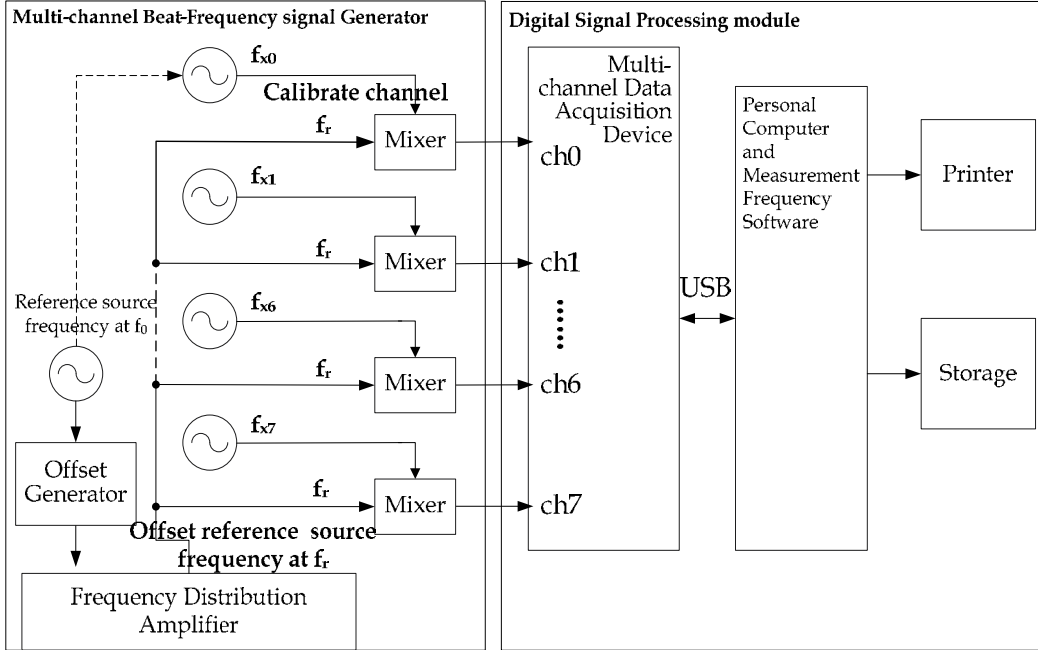 Multi-channel Beat-Frequency signal Generator
fx0
Calibrate channel
fr
Mixer
fx1
fr
Mixer
Reference source
frequency at f0
fx6
fr
Mixer
fx7
fr
Mixer
Offset
Generator
Offset reference source
frequency at fr
Frequency Distribution
Amplifier
Digital Signal Processing module
Multi-
channel Data
Acquisition
Device
ch0
ch1
ch6
ch7
USB
Personal
Computer
and
Measurement
Frequency
Software
Printer
Storage